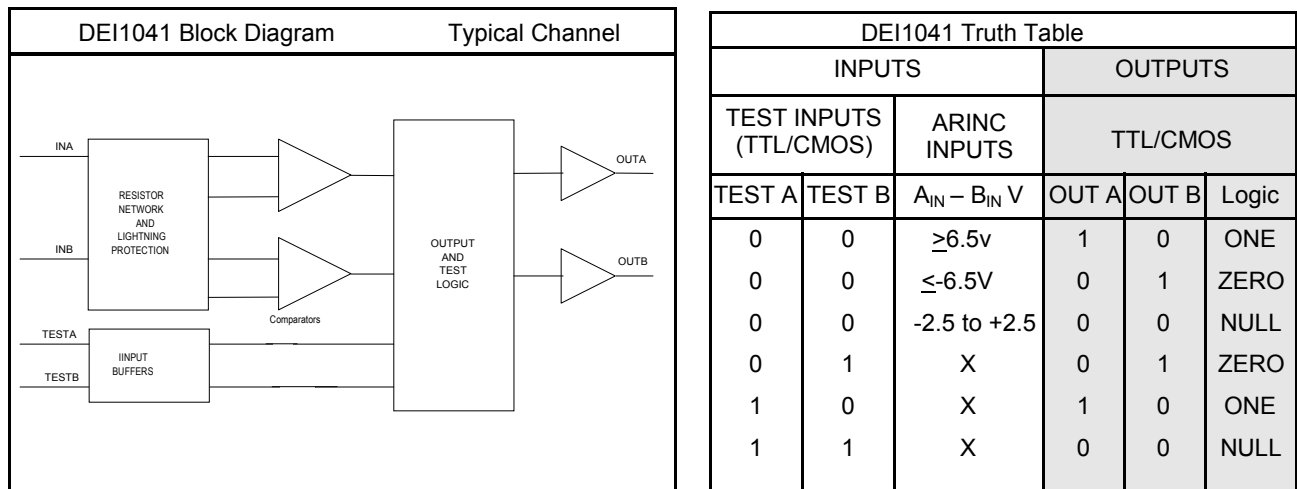 DEI1041 Block Diagram Typical Channel
INA
INB
RESISTOR
NETWORK
AND
LIGHTNING
PROTECTION
Comparators
TESTA
TESTB
IINPUT
BUFFERS
OUTPUT
AND
TEST
LOGIC
OUTA
OUTB
DEI1041 Truth Table
INPUTS OUTPUTS
TEST INPUTS
(TTL/CMOS)
ARINC
INPUTS
TTL/CMOS
TEST A TEST B AIN – BIN V OUT A OUT B Logic
0 0 ≥6.5v 1 0 ONE
0 0 ≤-6.5V 0 1 ZERO
0 0 -2.5 to +2.5 0 0 NULL
0 1 X 0 1 ZERO
1 0 X 1 0 ONE
1 1 X 0 0 NULL